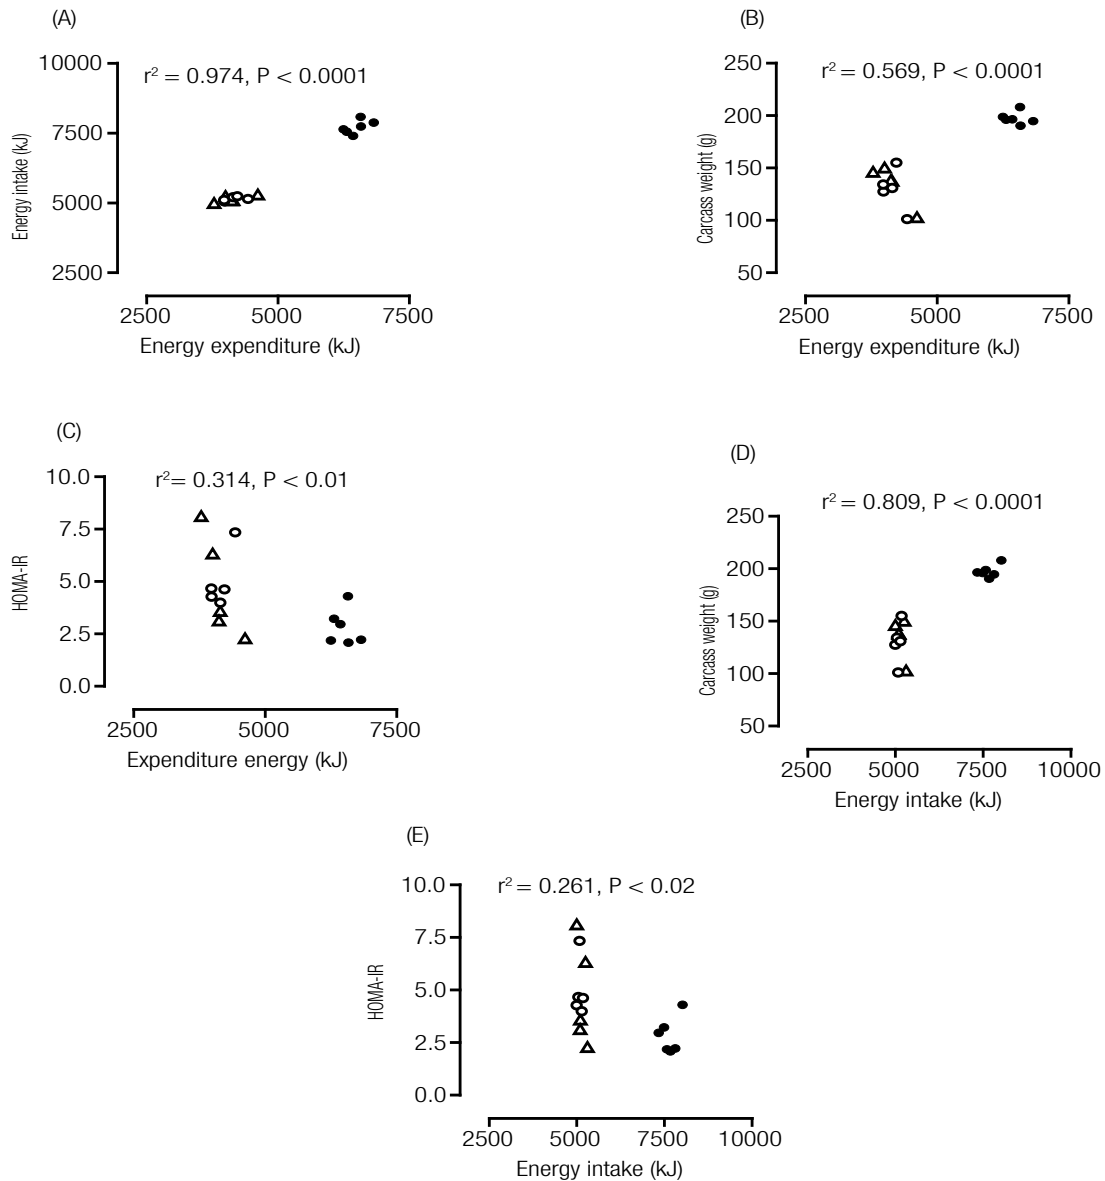 (A)
r² = 0.974, P < 0.0001
10000
7500
5000
2500
Energy intake (kJ)
2500 5000 7500
Energy expenditure (kJ)
(B)
r² = 0.569, P < 0.0001
250
200
150
100
50
Carcass weight (g)
2500 5000 7500
Energy expenditure (kJ)
(C)
r²= 0.314, P < 0.01
10.0
7.5
5.0
2.5
0.0
HOMA-IR
2500 5000 7500
Expenditure energy (kJ)
(D)
r² = 0.809, P < 0.0001
250
200
150
100
50
Carcass weight (g)
2500 5000 7500 10000
Energy intake (kJ)
(E)
r² = 0.261, P < 0.02
10.0
7.5
5.0
2.5
0.0
HOMA-IR
2500 5000 7500 10000
Energy intake (kJ)